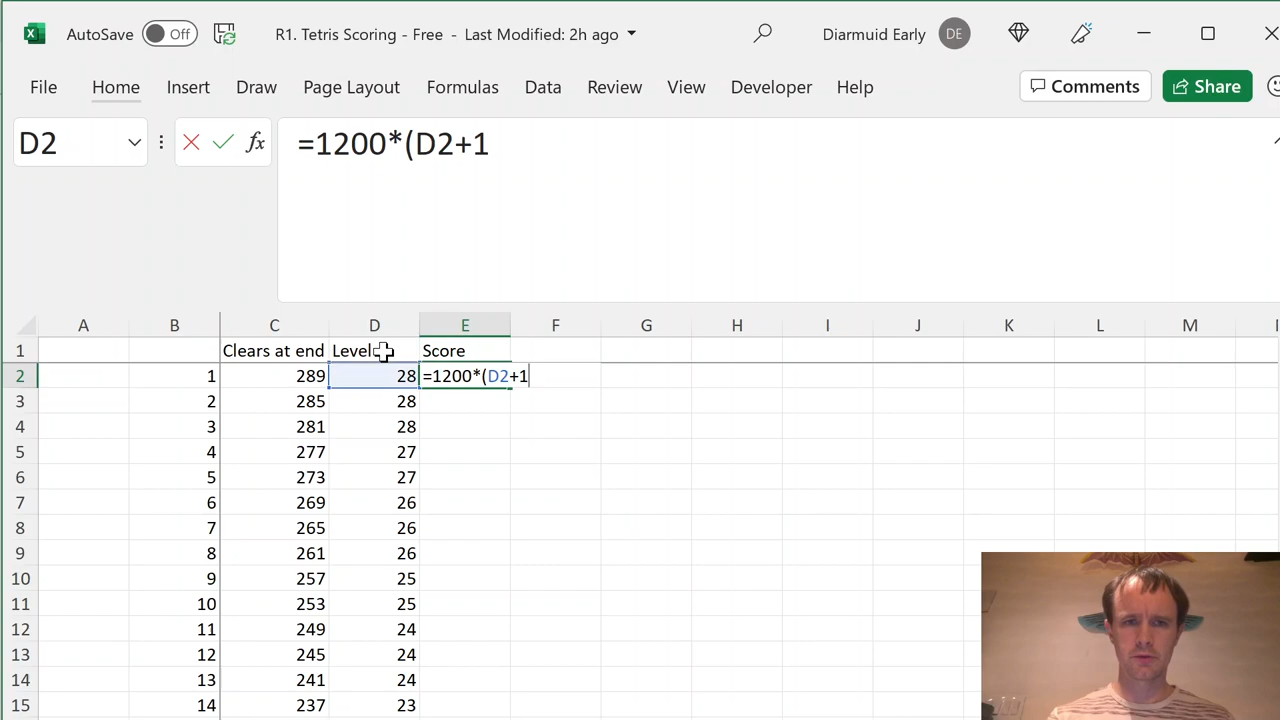 AutoSave Off R1. Tetris Scoring - Free - Last Modified: 2h ago Diarmuid Early DE
File Home Insert Draw Page Layout Formulas Data Review View Developer Help Comments Share
D2 fx =1200*(D2+1
A B C D E F G H I J K L M
1 Clears at end Level Score
2 1 289 28 =1200*(D2+1
3 2 285 28
4 3 281 28
5 4 277 27
6 5 273 27
7 6 269 26
8 7 265 26
9 8 261 26
10 9 257 25
11 10 253 25
12 11 249 24
13 12 245 24
14 13 241 24
15 14 237 23